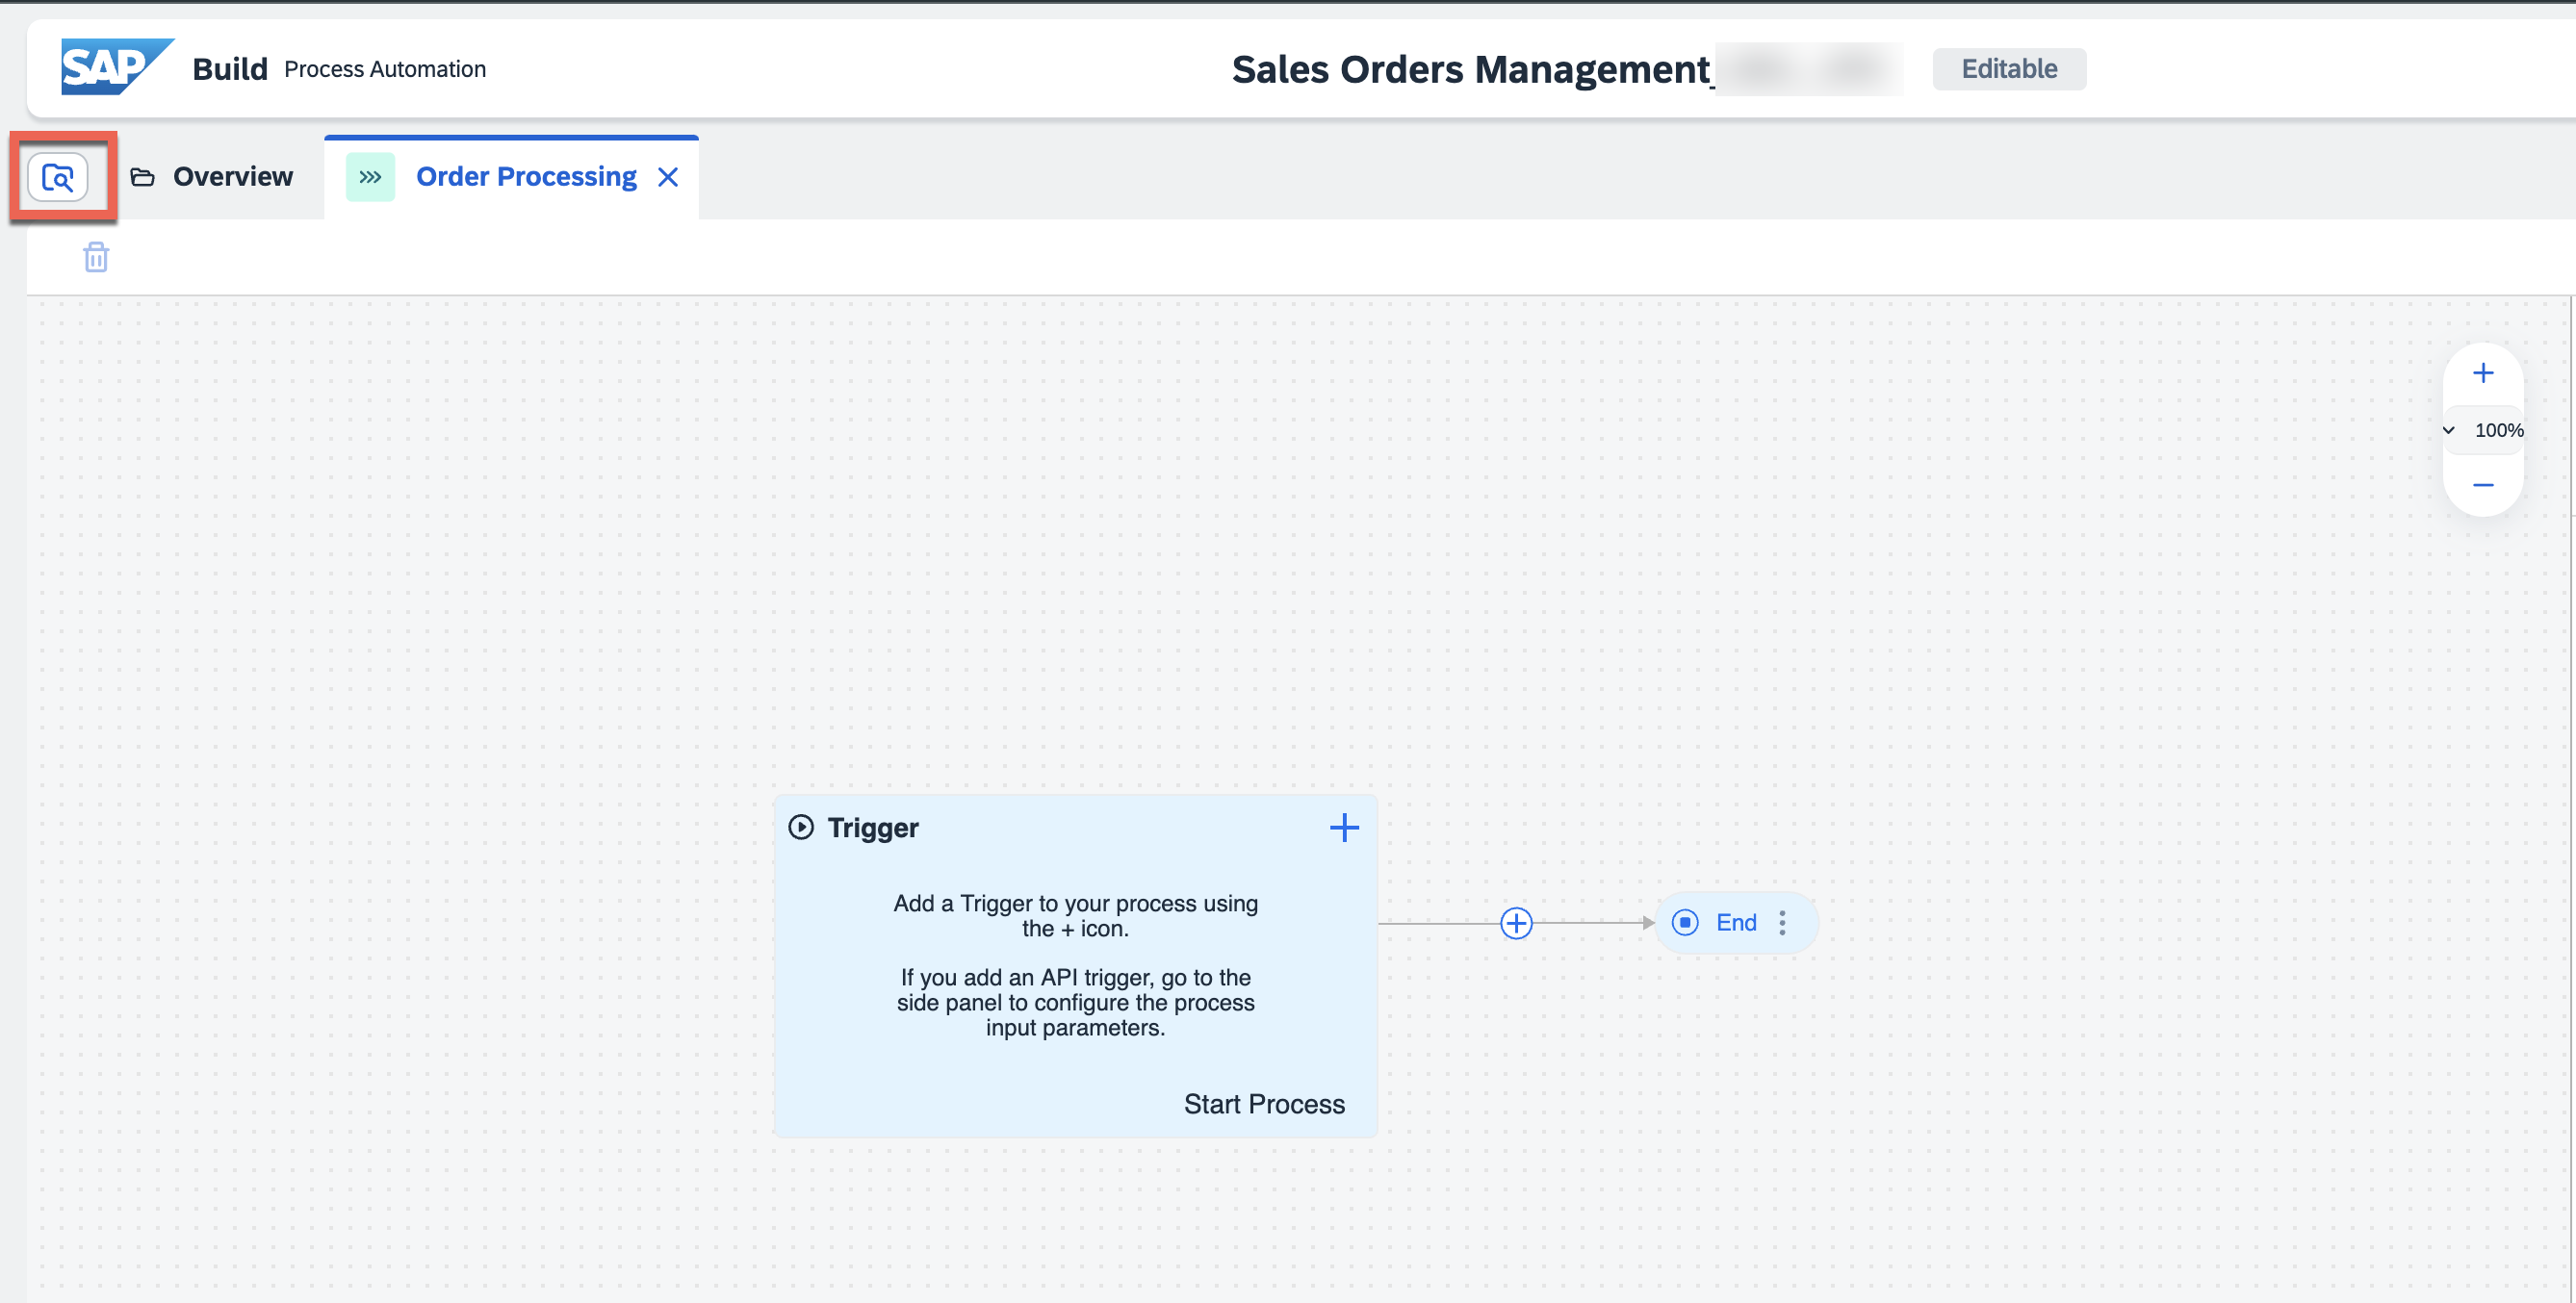 SAP Build Process Automation
Sales Orders Management_
Editable
Overview
Order Processing
100%
Trigger
Add a Trigger to your process using
the + icon.
If you add an API trigger, go to the
side panel to configure the process
input parameters.
Start Process
End